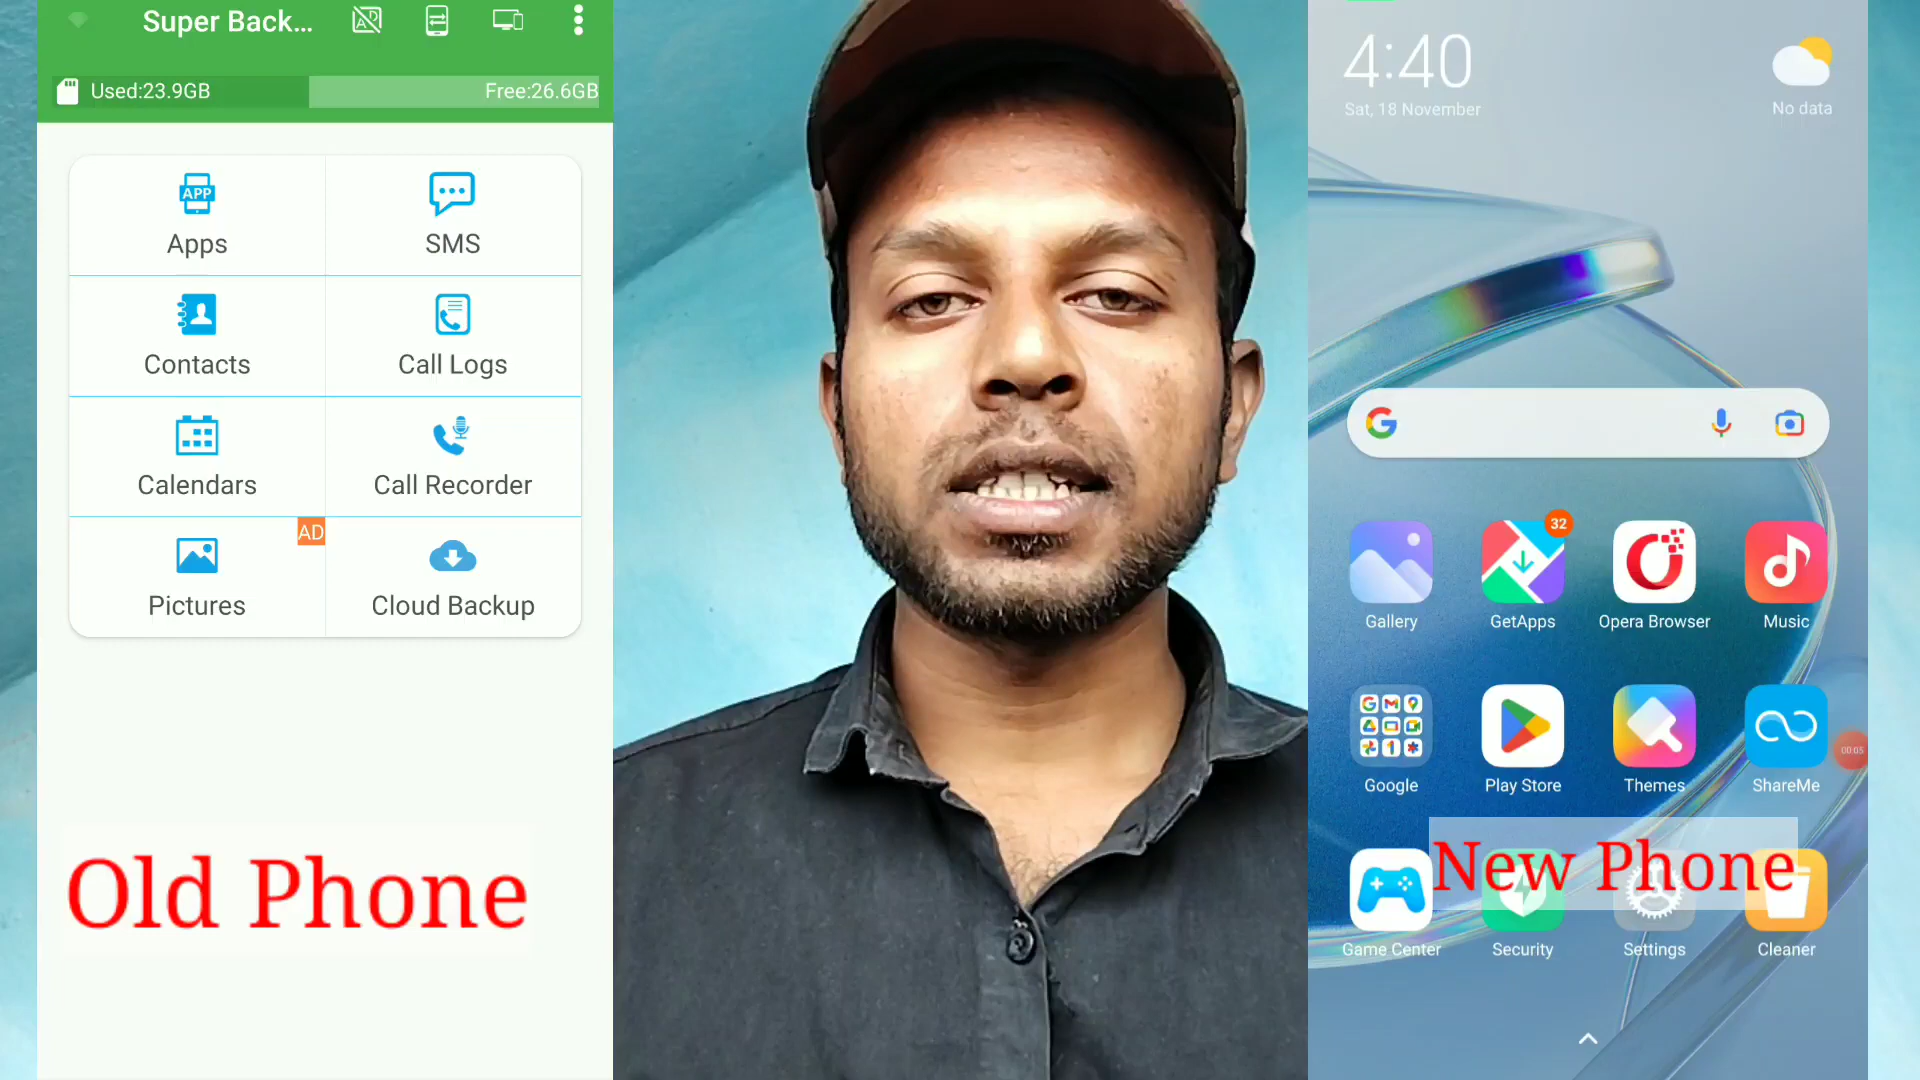 Super Back...
Used:23.9GB
Free:26.6GB
APP
Apps
SMS
Contacts
Call Logs
Calendars
Call Recorder
AD
Pictures
Cloud Backup
Old Phone
4:40
Sat, 18 November
No data
32
Gallery
GetApps
Opera Browser
Music
Google
Play Store
Themes
ShareMe
00:05
New Phone
Game Center
Security
Settings
Cleaner